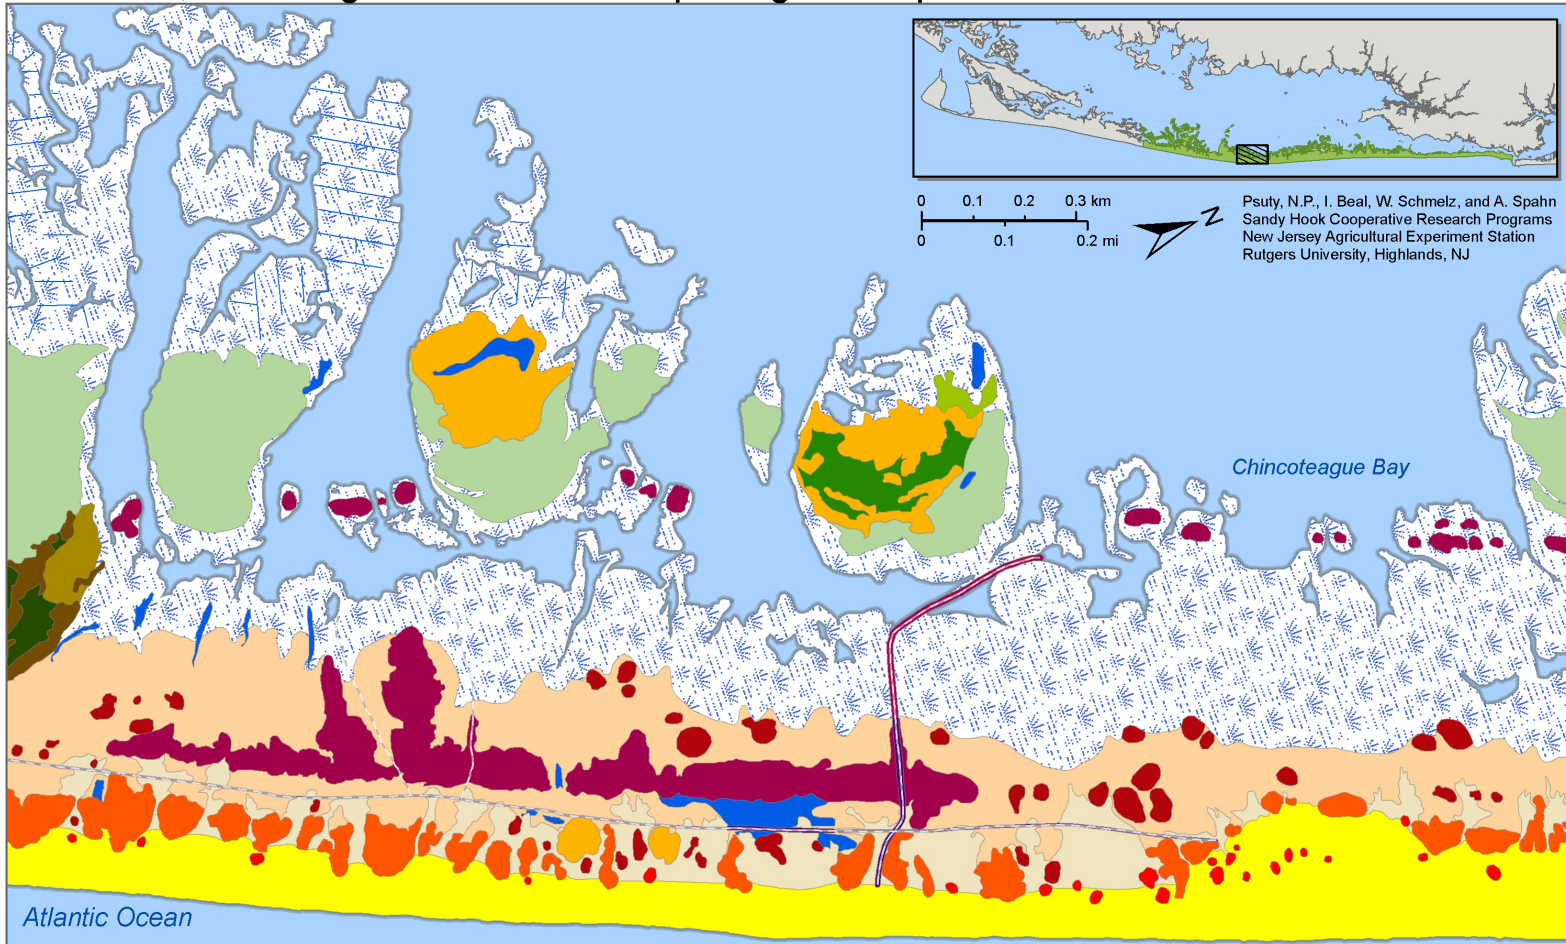 0 0.1 0.2 0.3 km
0 0.1 0.2 mi
N
Psuty, N.P., I. Beal, W. Schmelz, and A. Spahn
Sandy Hook Cooperative Research Programs
New Jersey Agricultural Experiment Station
Rutgers University, Highlands, NJ
Chincoteague Bay
Atlantic Ocean